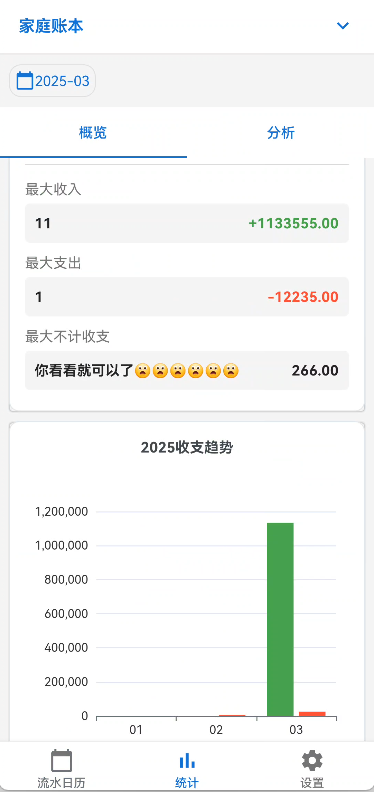 家庭账本
2025-03
概览 分析
最大收入
11 +1133555.00
最大支出
1 -12235.00
最大不计收支
你看看就可以了😦😦😦😦😦😦 266.00
2025收支趋势
1,200,000
1,000,000
800,000
600,000
400,000
200,000
0
01 02 03
流水日历 统计 设置